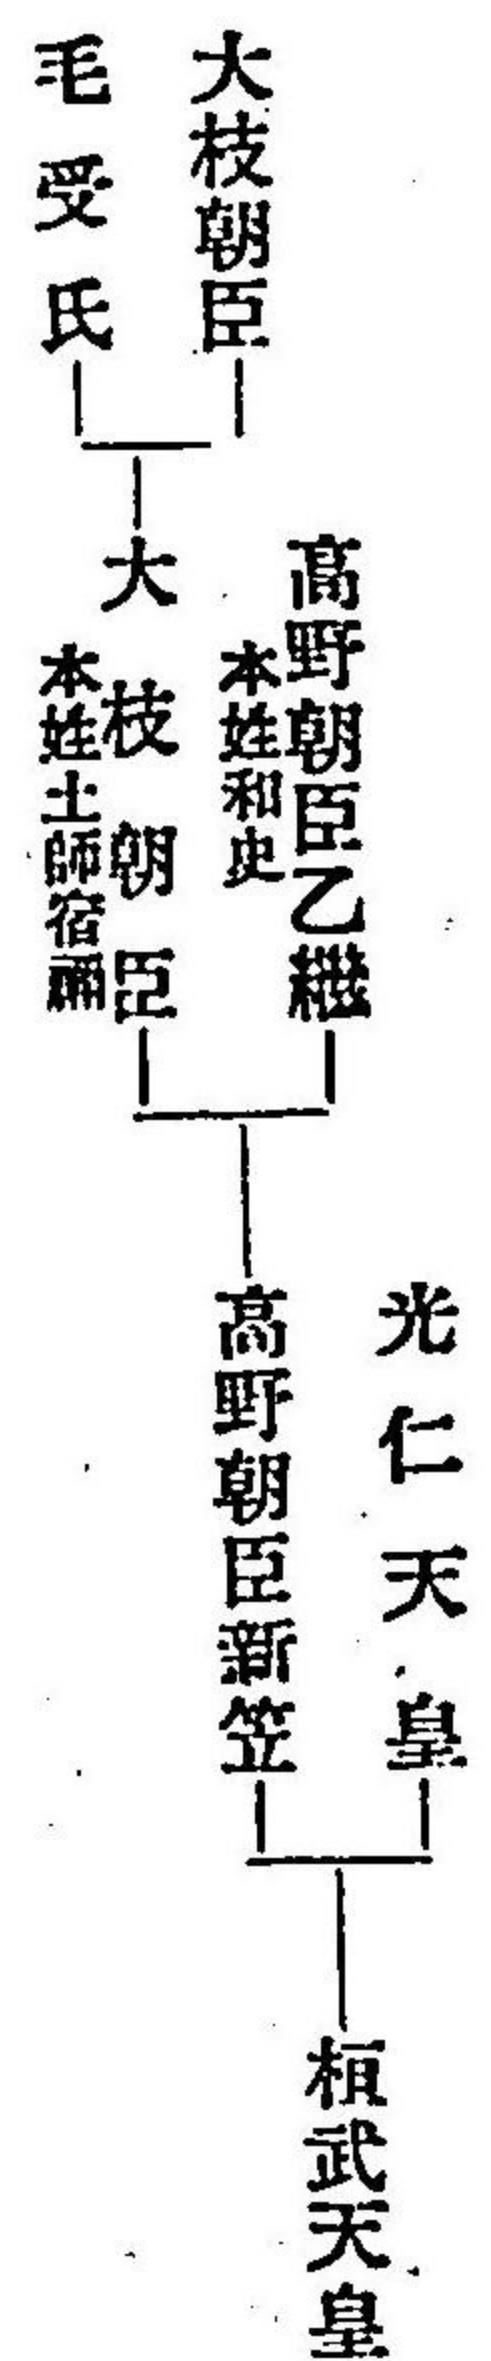 大枝朝臣
毛受氏
高野朝臣乙継
本姓和史
大枝朝臣
本姓土師宿禰
光仁天皇
高野朝臣新笠
桓武天皇